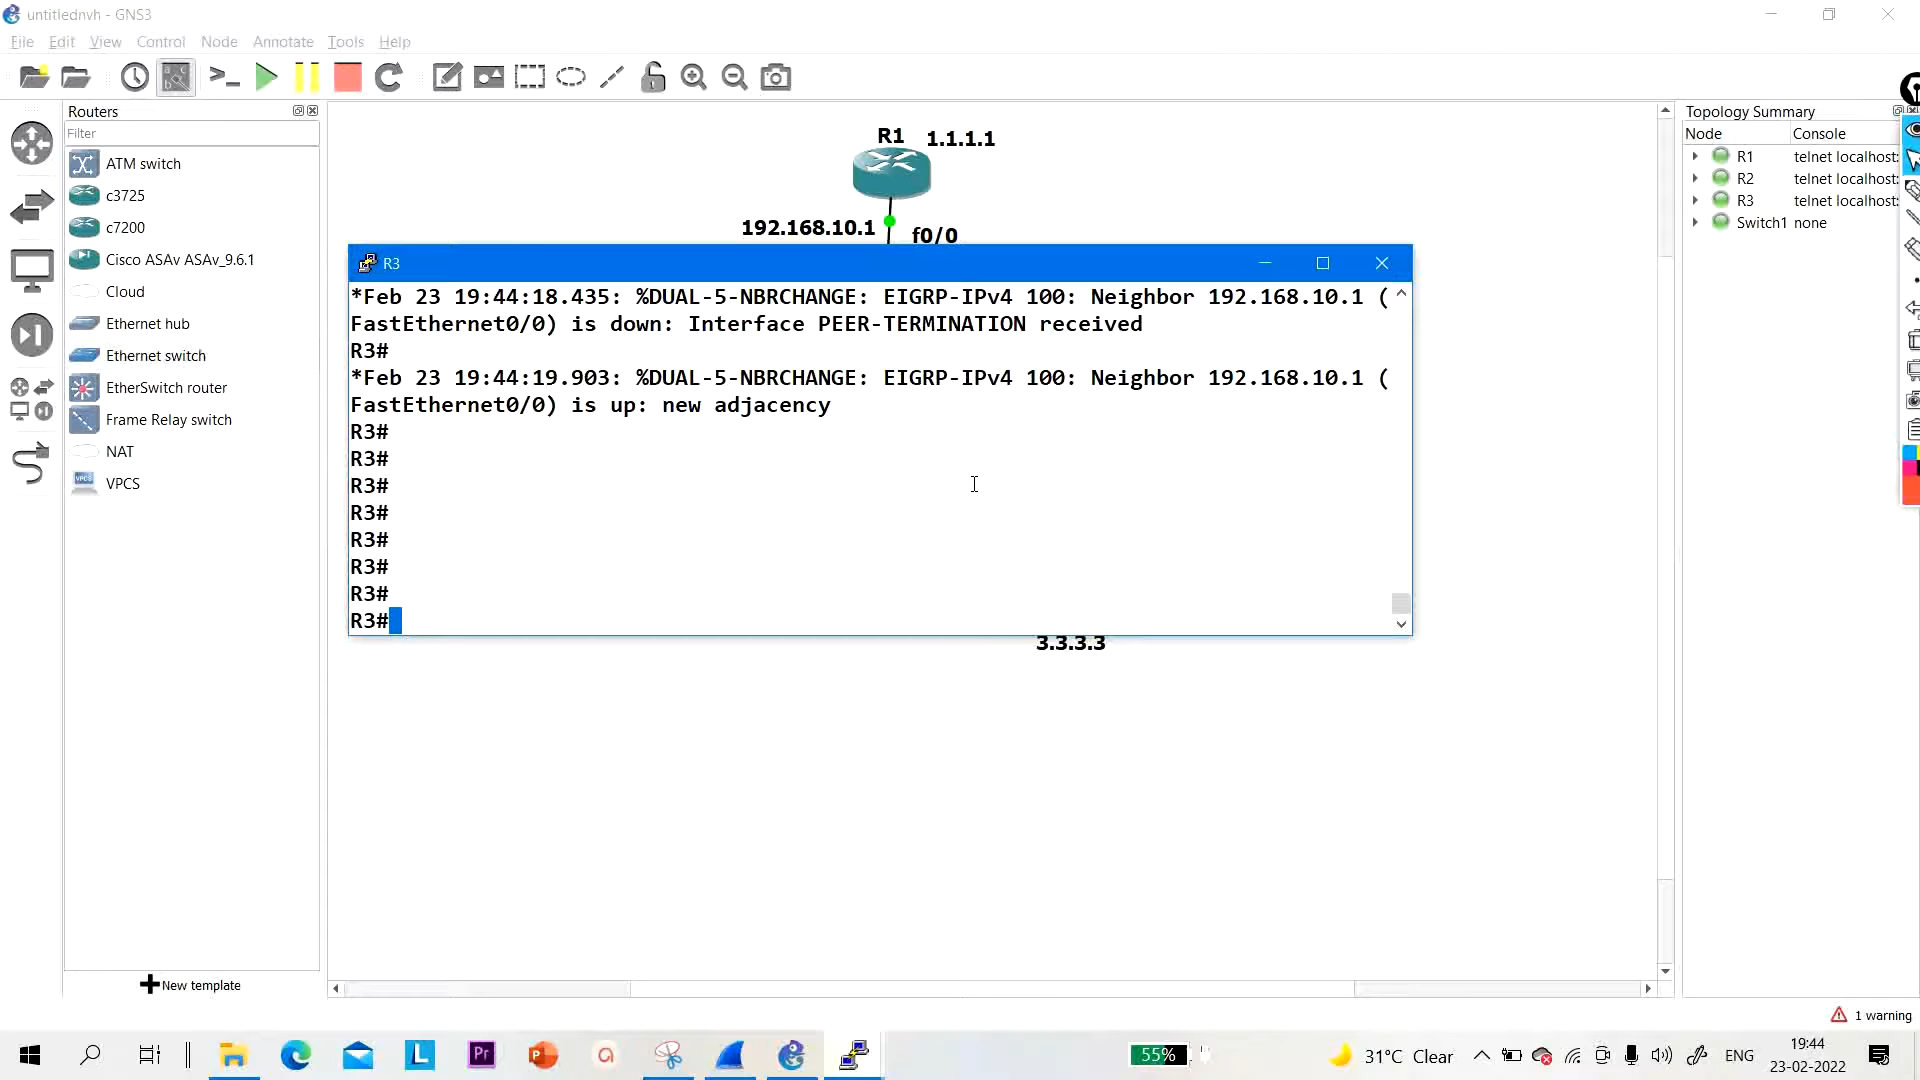 untitlednvh - GNS3
File Edit View Control Node Annotate Tools Help
Routers
Filter
ATM switch
c3725
c7200
Cisco ASAv ASAv_9.6.1
Cloud
Ethernet hub
Ethernet switch
EtherSwitch router
Frame Relay switch
NAT
VPCS
New template
R1 1.1.1.1
192.168.10.1 f0/0
R3
*Feb 23 19:44:18.435: %DUAL-5-NBRCHANGE: EIGRP-IPv4 100: Neighbor 192.168.10.1 (
FastEthernet0/0) is down: Interface PEER-TERMINATION received
R3#
*Feb 23 19:44:19.903: %DUAL-5-NBRCHANGE: EIGRP-IPv4 100: Neighbor 192.168.10.1 (
FastEthernet0/0) is up: new adjacency
R3#
R3#
R3#
R3#
R3#
R3#
R3#
R3#
3.3.3.3
Topology Summary
Node Console
R1 telnet localhost:
R2 telnet localhost:
R3 telnet localhost:
Switch1 none
1 warning
55%
31°C Clear
ENG
19:44
23-02-2022